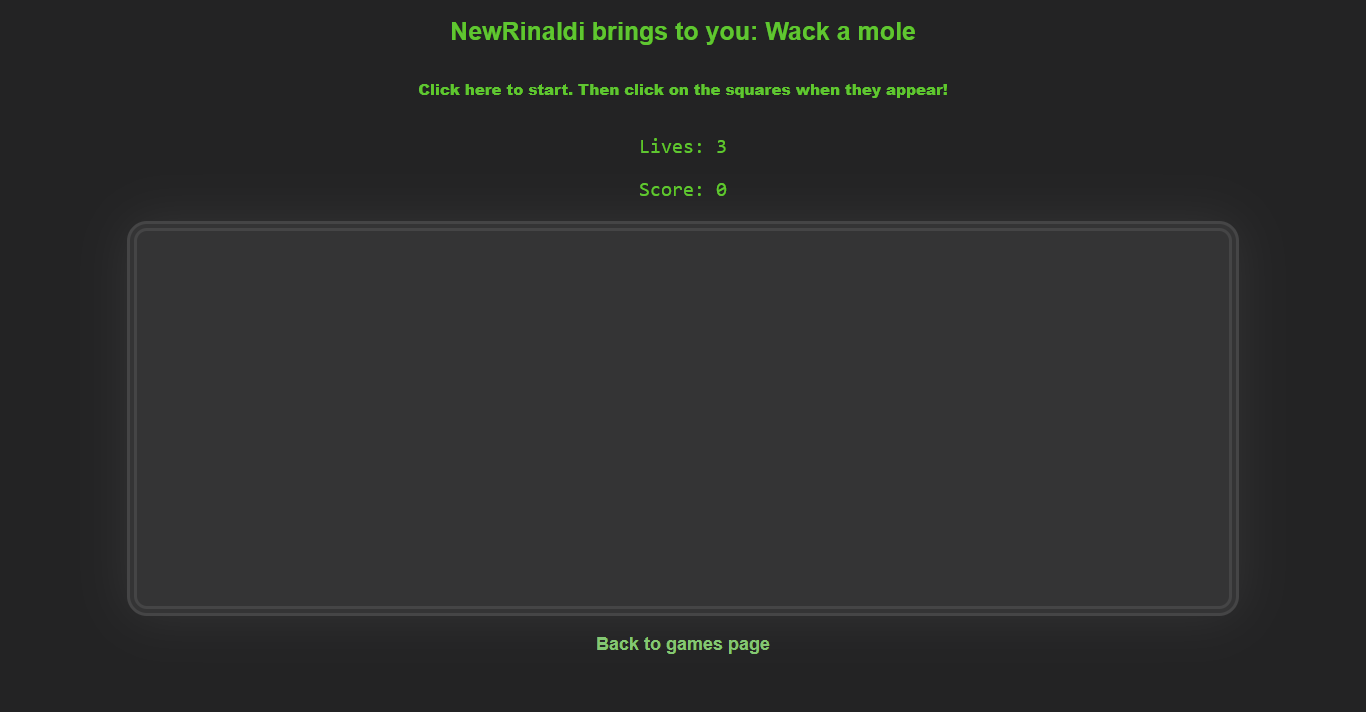 NewRinaldi brings to you: Wack a mole
Click here to start. Then click on the squares when they appear!
Lives: 3
Score: 0
Back to games page